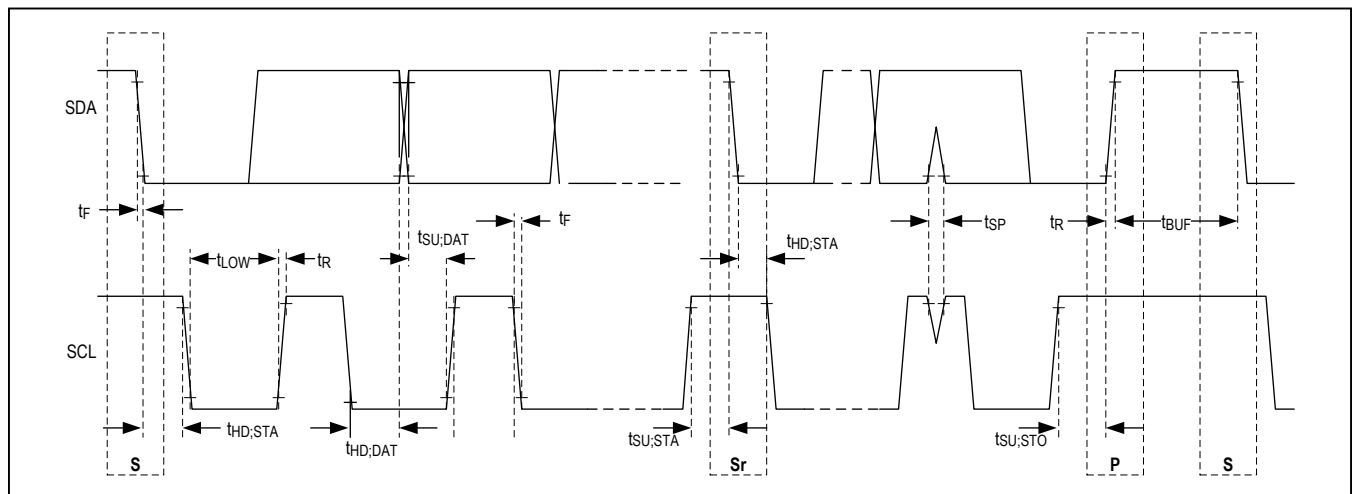 SDA
tF
tSU;DAT
tF
tHD;STA
tSP
tR
tBUF
tLOW
tR
SCL
tHD;STA
tHD;DAT
tSU;STA
tSU;STO
S
Sr
P
S